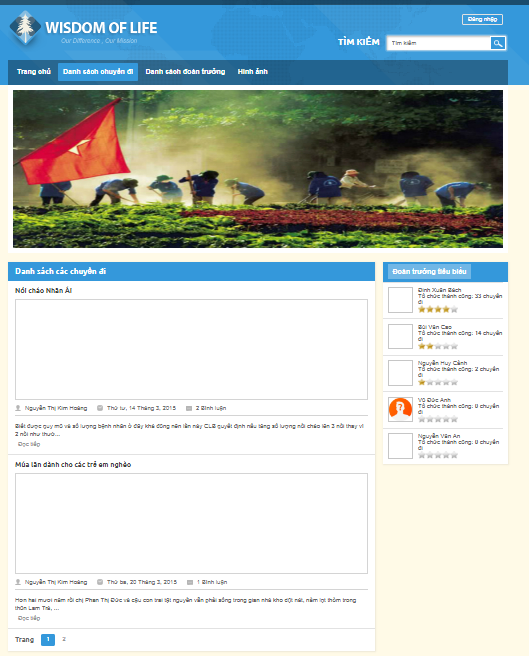 WISDOM OF LIFE
Our Difference , Our Mission
Đăng nhập
TÌM KIẾM
Tìm kiếm
Trang chủ
Danh sách chuyến đi
Danh sách đoàn trưởng
Hình ảnh
Danh sách các chuyến đi
Nồi cháo Nhân Ái
Nguyễn Thị Kim Hoàng
Thứ tư, 14 Tháng 3, 2015
2 Bình luận
Biết được quy mô và số lượng bệnh nhân ở đây khá đông nên lần này CLB quyết định nấu tăng số lượng nồi cháo lên 3 nồi thay vì
2 nồi như trước...
Đọc tiếp
Múa lân dành cho các trẻ em nghèo
Nguyễn Thị Kim Hoàng
Thứ ba, 20 Tháng 3, 2015
1 Bình luận
Hơn hai mươi năm rồi chị Phan Thị Đức và cậu con trai tật nguyền vẫn phải sống trong gian nhà kho dột nát, nằm lọt thỏm trong
thôn Lam Trà, ...
Đọc tiếp
Trang
1
2
Đoàn trưởng tiêu biểu
Đinh Xuân Bách
Tổ chức thành công: 33 chuyến
đi
Bùi Văn Cao
Tổ chức thành công: 14 chuyến
đi
Nguyễn Huy Cảnh
Tổ chức thành công: 2 chuyến
đi
Vũ Đức Anh
Tổ chức thành công: 0 chuyến
đi
Nguyễn Văn An
Tổ chức thành công: 0 chuyến
đi